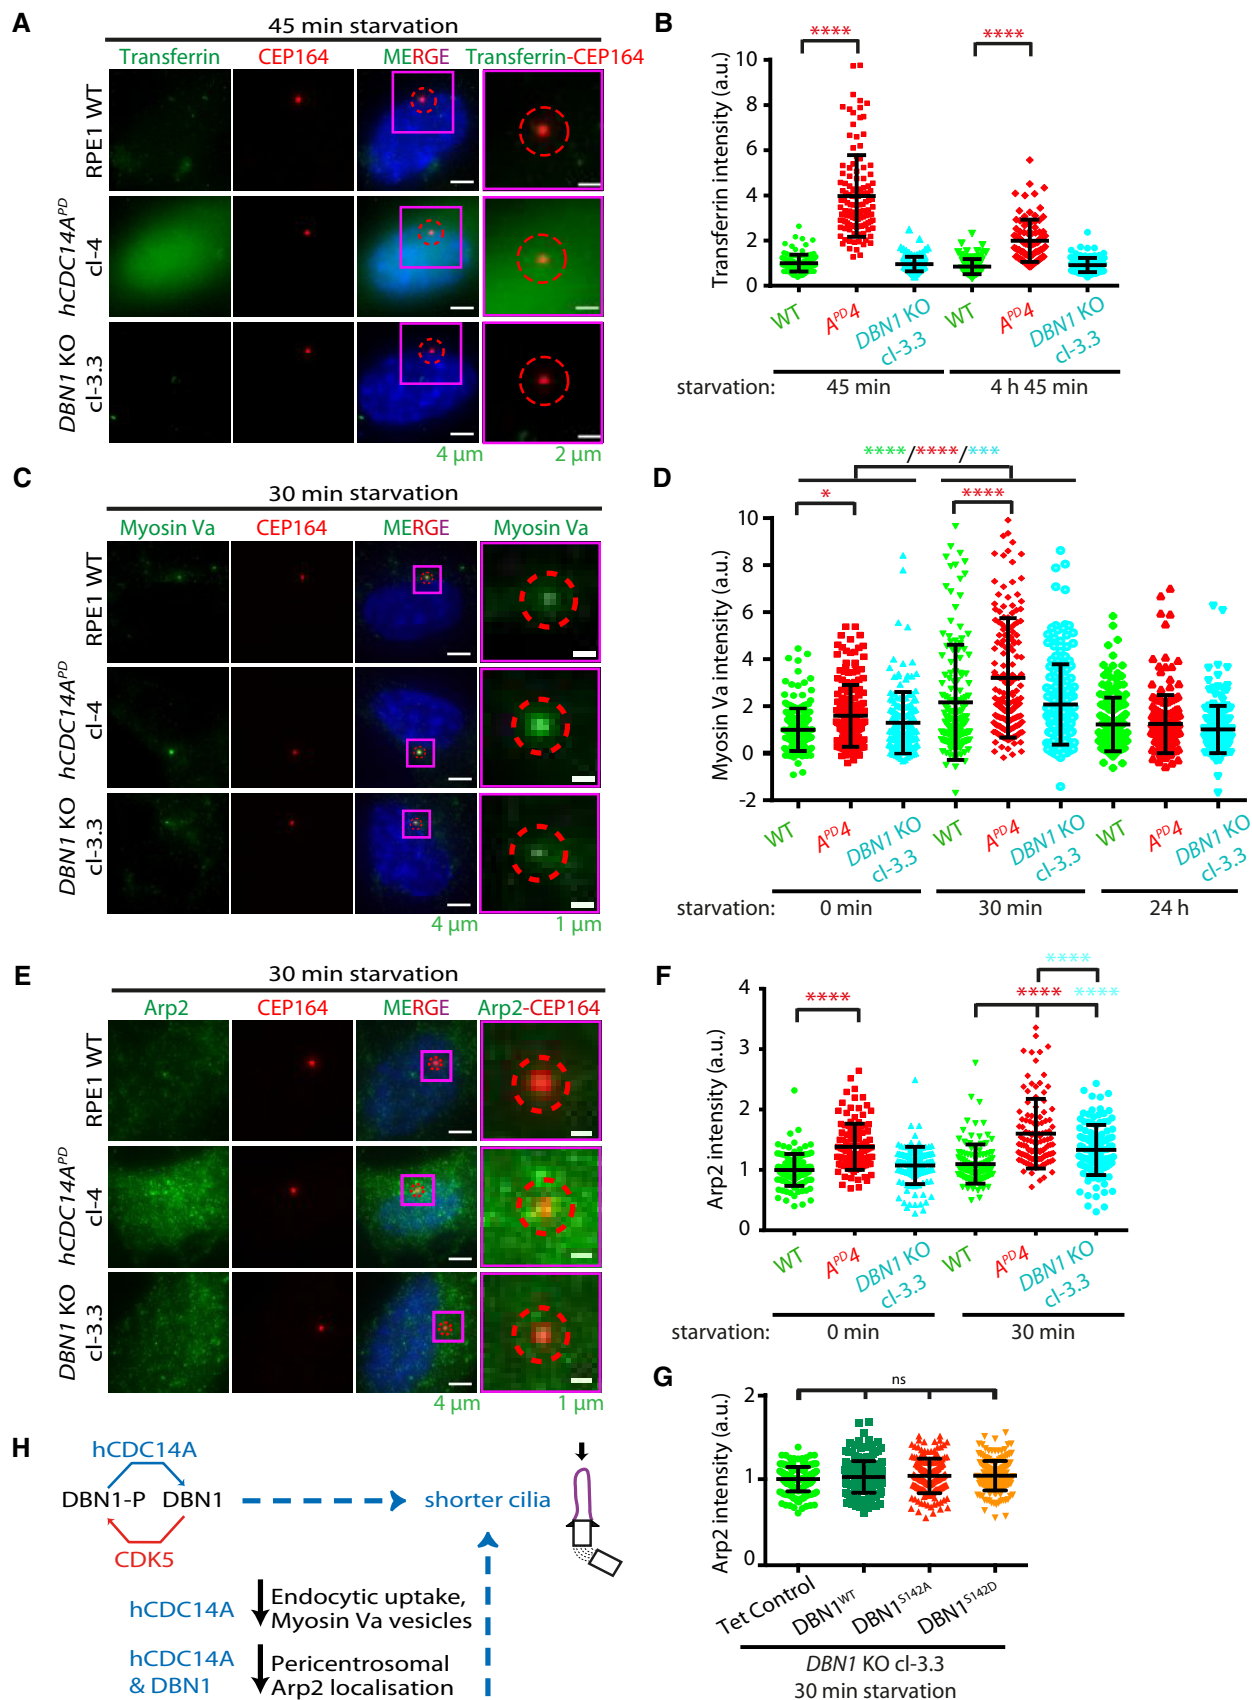 A
45 min starvation
Transferrin CEP164 MERGE Transferrin-CEP164
RPE1 WT
hCDC14A^PD cl-4
DBN1 KO cl-3.3
4 µm 2 µm
B
**** ****
Transferrin intensity (a.u.)
10
8
6
4
2
0
WT A^PD4 DBN1 KO cl-3.3 WT A^PD4 DBN1 KO cl-3.3
starvation: 45 min 4 h 45 min
C
30 min starvation
Myosin Va CEP164 MERGE Myosin Va
RPE1 WT
hCDC14A^PD cl-4
DBN1 KO cl-3.3
4 µm 1 µm
D
****/****/***
* ****
Myosin Va intensity (a.u.)
10
8
6
4
2
0
-2
WT A^PD4 DBN1 KO cl-3.3 WT A^PD4 DBN1 KO cl-3.3 WT A^PD4 DBN1 KO cl-3.3
starvation: 0 min 30 min 24 h
E
30 min starvation
Arp2 CEP164 MERGE Arp2-CEP164
RPE1 WT
hCDC14A^PD cl-4
DBN1 KO cl-3.3
4 µm 1 µm
F
****
**** **** ****
Arp2 intensity (a.u.)
4
3
2
1
0
WT A^PD4 DBN1 KO cl-3.3 WT A^PD4 DBN1 KO cl-3.3
starvation: 0 min 30 min
G
ns
Arp2 intensity (a.u.)
2
1
0
Tet Control DBN1^WT DBN1^S142A DBN1^S142D
DBN1 KO cl-3.3
30 min starvation
H
hCDC14A
DBN1-P DBN1 shorter cilia
CDK5
hCDC14A Endocytic uptake,
Myosin Va vesicles
hCDC14A & DBN1 Pericentrosomal
Arp2 localisation